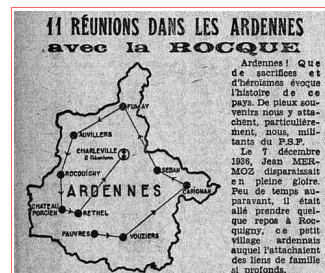 11 RÉUNIONS DANS LES ARDENNES
avec la ROCQUE
Ardennes ! Que
de sacrifices et
d'héroïsmes évoque
l'histoire de ce
pays. De pieux sou-
venirs nous y atta-
chent, particulière-
ment, nous, mili-
tants du P.S.F.
Le 7 décembre
1936, Jean MER-
MOZ disparaissait
en pleine gloire.
Peu de temps au-
paravant, il était
allé prendre quel-
que repos à Roc-
quigny, ce petit
village ardennais
auquel l'attachaient
des liens de famille
si profonds.
FUMAY
AUVILLERS
CHARLEVILLE
2 Réunions
ROCQUIGNY
SEDAN
ARDENNES
CARIGNAN
CHATEAU
PORCIEN
RETHEL
PAUVRES
VOUZIERS